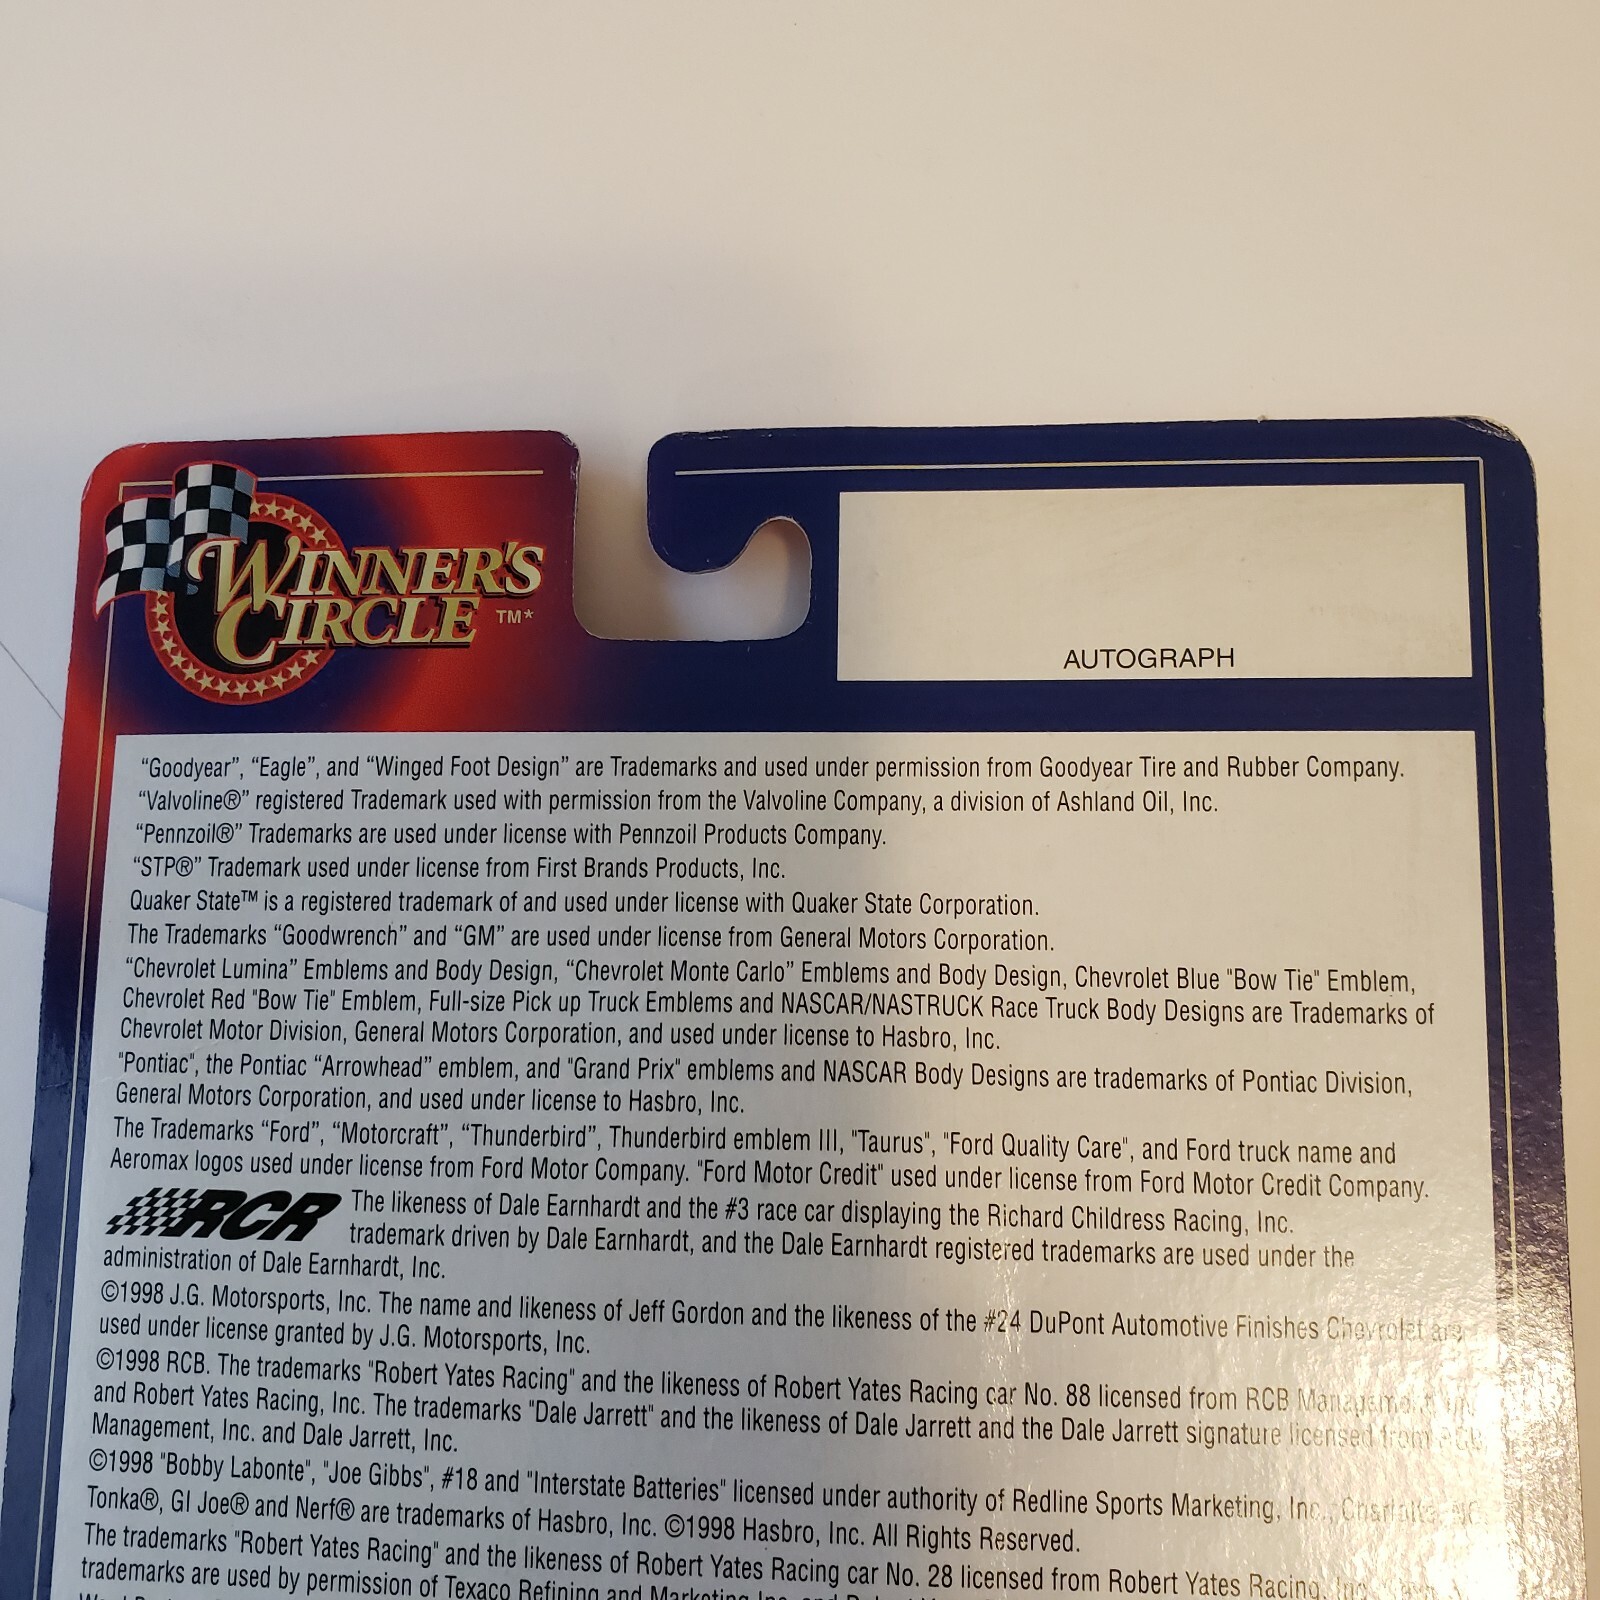 WINNER'S
CIRCLE TM*
AUTOGRAPH
“Goodyear”, “Eagle”, and “Winged Foot Design” are Trademarks and used under permission from Goodyear Tire and Rubber Company.
“Valvoline®” registered Trademark used with permission from the Valvoline Company, a division of Ashland Oil, Inc.
“Pennzoil®” Trademarks are used under license with Pennzoil Products Company.
“STP®” Trademark used under license from First Brands Products, Inc.
Quaker State™ is a registered trademark of and used under license with Quaker State Corporation.
The Trademarks “Goodwrench” and “GM” are used under license from General Motors Corporation.
“Chevrolet Lumina” Emblems and Body Design, “Chevrolet Monte Carlo” Emblems and Body Design, Chevrolet Blue "Bow Tie" Emblem,
Chevrolet Red "Bow Tie" Emblem, Full-size Pick up Truck Emblems and NASCAR/NASTRUCK Race Truck Body Designs are Trademarks of
Chevrolet Motor Division, General Motors Corporation, and used under license to Hasbro, Inc.
"Pontiac", the Pontiac “Arrowhead” emblem, and "Grand Prix" emblems and NASCAR Body Designs are trademarks of Pontiac Division,
General Motors Corporation, and used under license to Hasbro, Inc.
The Trademarks “Ford”, “Motorcraft”, “Thunderbird”, Thunderbird emblem III, "Taurus", "Ford Quality Care", and Ford truck name and
Aeromax logos used under license from Ford Motor Company. "Ford Motor Credit" used under license from Ford Motor Credit Company.
RCR The likeness of Dale Earnhardt and the #3 race car displaying the Richard Childress Racing, Inc.
trademark driven by Dale Earnhardt, and the Dale Earnhardt registered trademarks are used under the
administration of Dale Earnhardt, Inc.
©1998 J.G. Motorsports, Inc. The name and likeness of Jeff Gordon and the likeness of the #24 DuPont Automotive Finishes Chevrolet are
used under license granted by J.G. Motorsports, Inc.
©1998 RCB. The trademarks "Robert Yates Racing" and the likeness of Robert Yates Racing car No. 88 licensed from RCB Management,
and Robert Yates Racing, Inc. The trademarks "Dale Jarrett" and the likeness of Dale Jarrett and the Dale Jarrett signature licensed from RCB
Management, Inc. and Dale Jarrett, Inc.
©1998 "Bobby Labonte", "Joe Gibbs", #18 and "Interstate Batteries" licensed under authority of Redline Sports Marketing, Inc., Charlotte, NC
Tonka®, GI Joe® and Nerf® are trademarks of Hasbro, Inc. ©1998 Hasbro, Inc. All Rights Reserved.
The trademarks "Robert Yates Racing" and the likeness of Robert Yates Racing car No. 28 licensed from Robert Yates Racing, Inc.
trademarks are used by permission of Texaco Refining and Marketing Inc. and